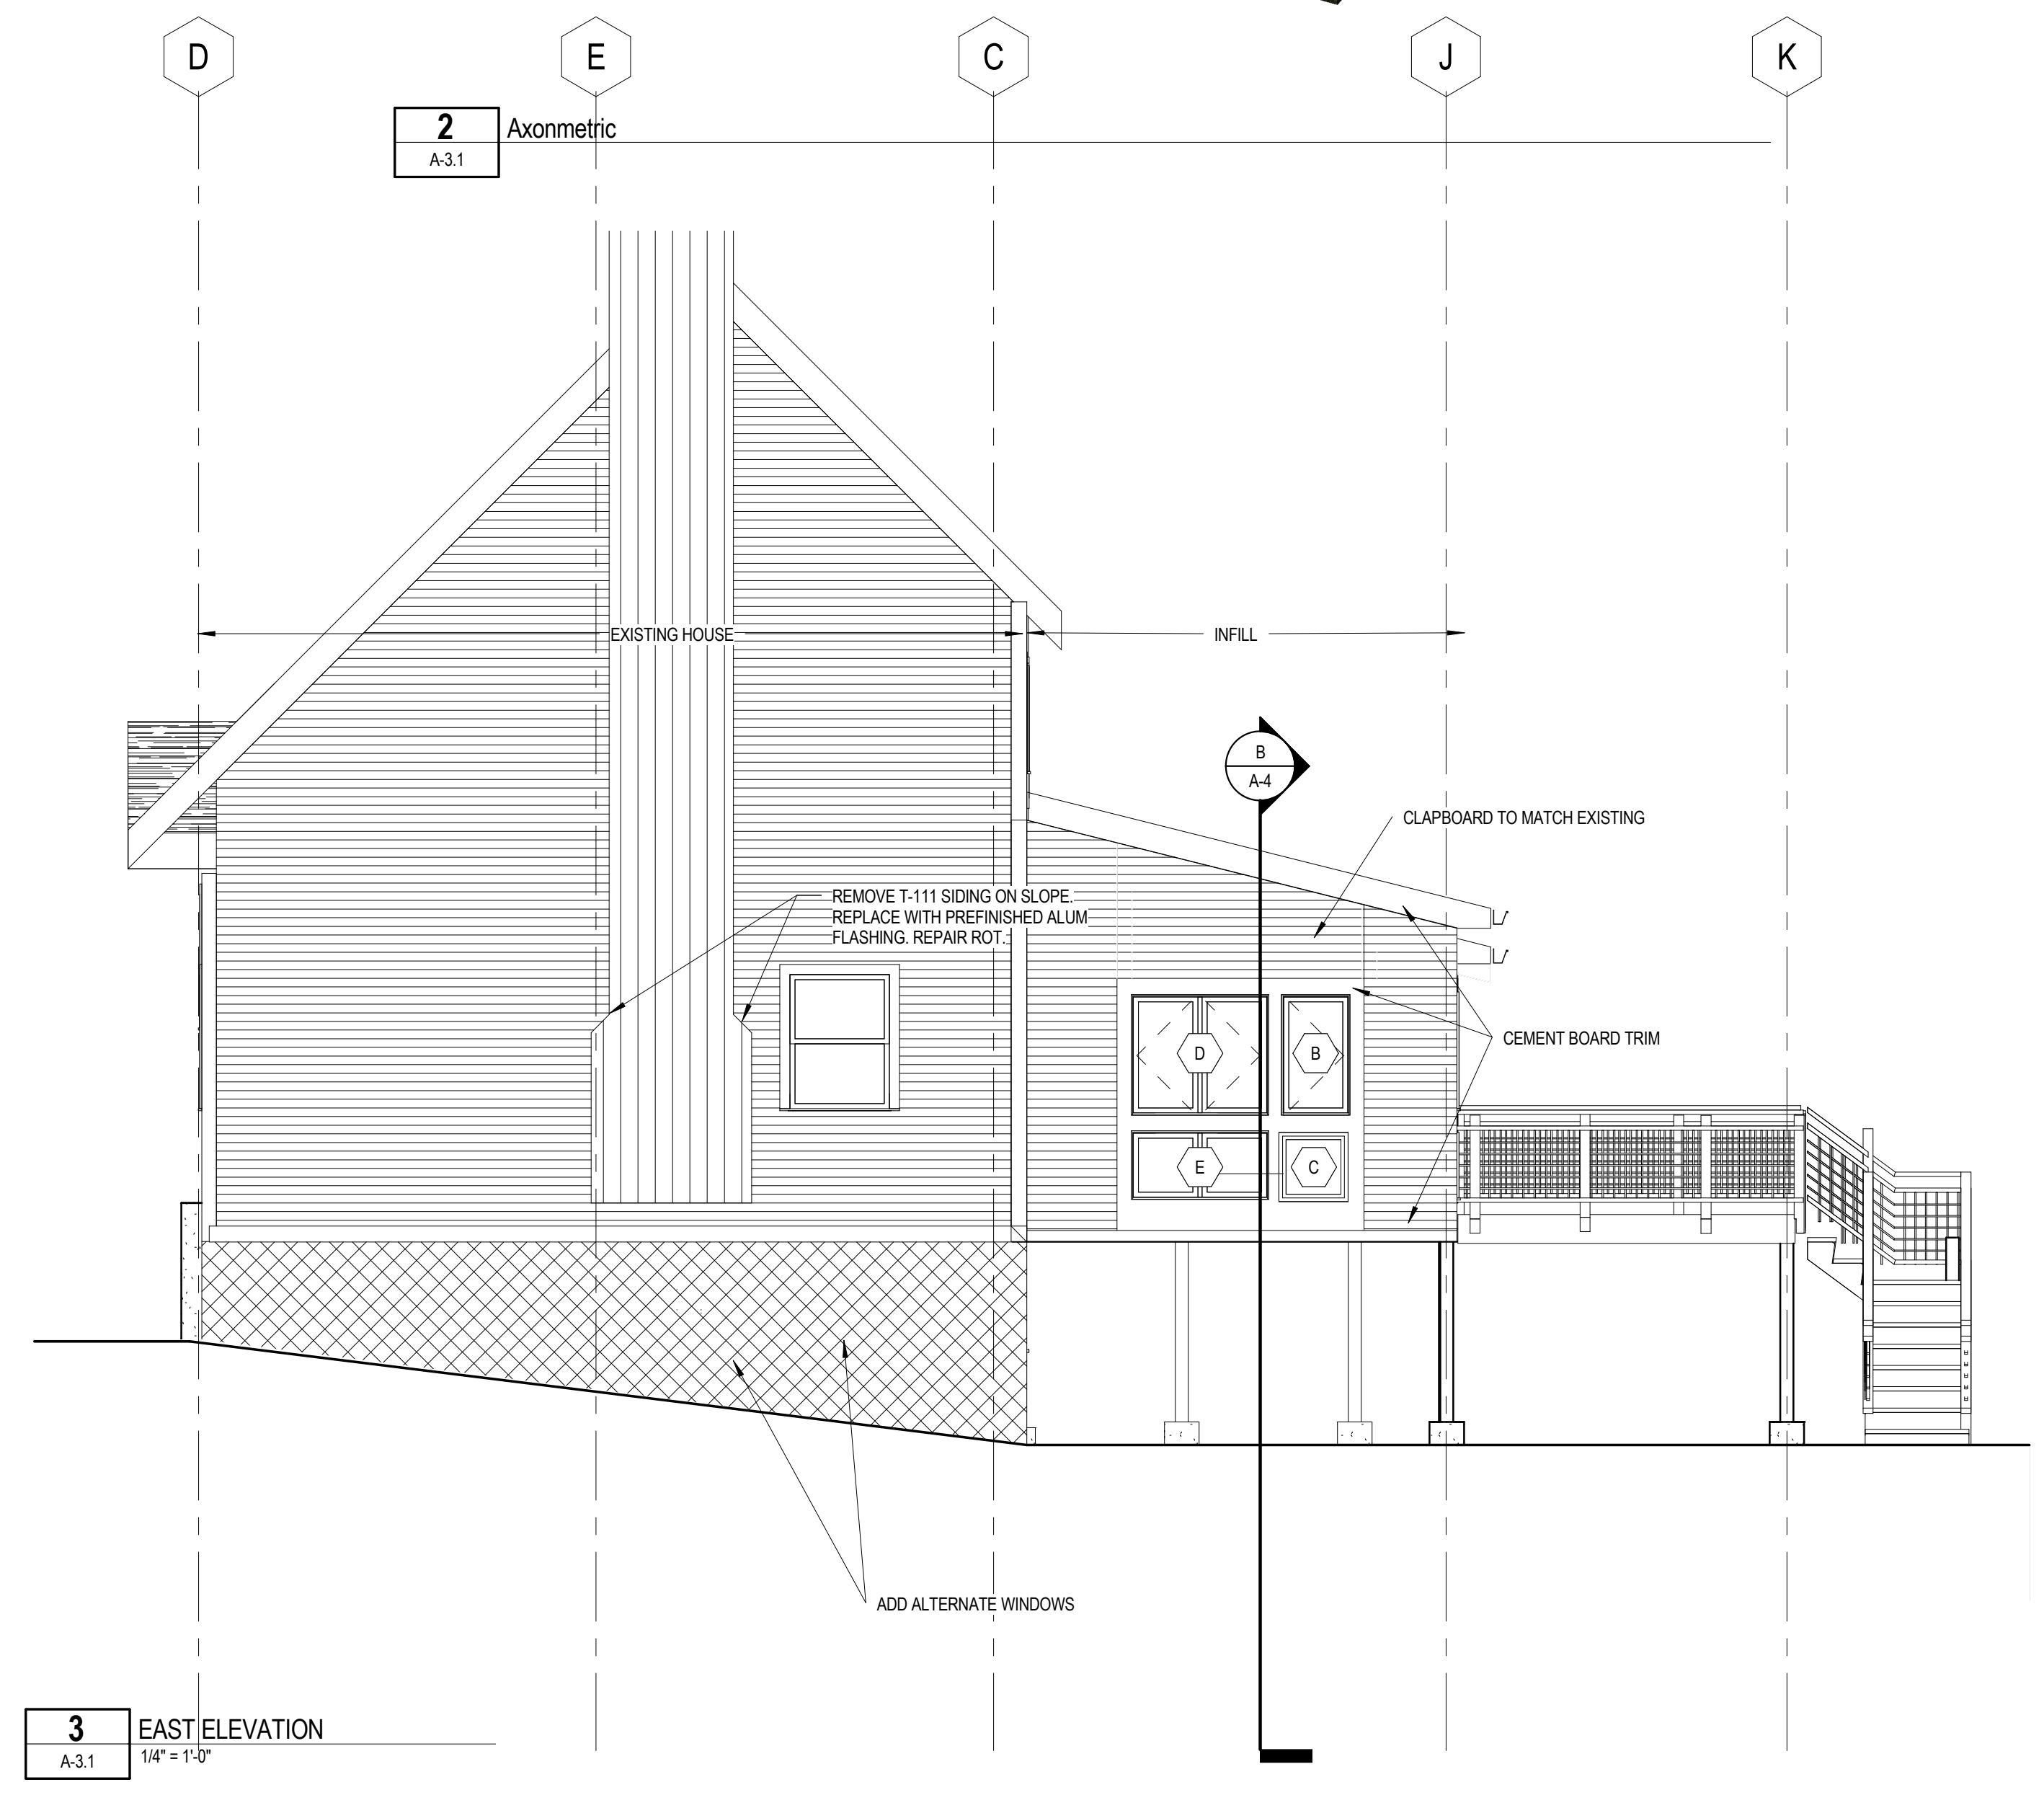 D
E
C
J
K
2
Axonmetric
A-3.1
EXISTING HOUSE
INFILL
B
A-4
CLAPBOARD TO MATCH EXISTING
REMOVE T-111 SIDING ON SLOPE.
REPLACE WITH PREFINISHED ALUM
FLASHING. REPAIR ROT.
D
B
CEMENT BOARD TRIM
E
C
ADD ALTERNATE WINDOWS
3
EAST ELEVATION
A-3.1
1/4" = 1'-0"